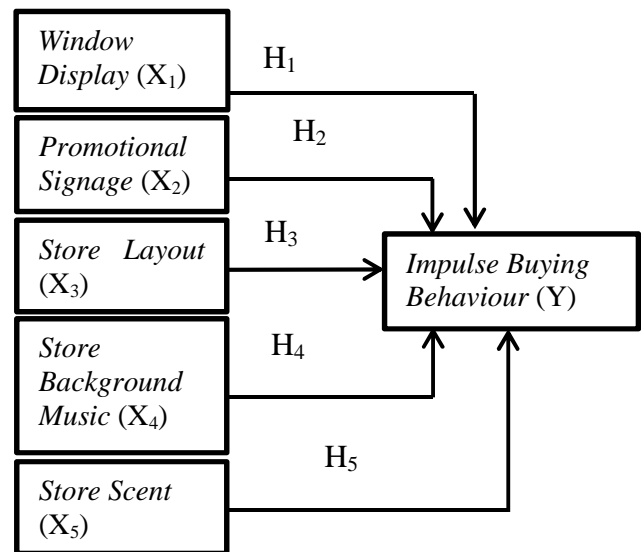 Window
Display (X₁)
H₁
Promotional
Signage (X₂)
H₂
Store Layout
(X₃)
H₃
Impulse Buying
Behaviour (Y)
Store
Background
Music (X₄)
H₄
Store Scent
(X₅)
H₅